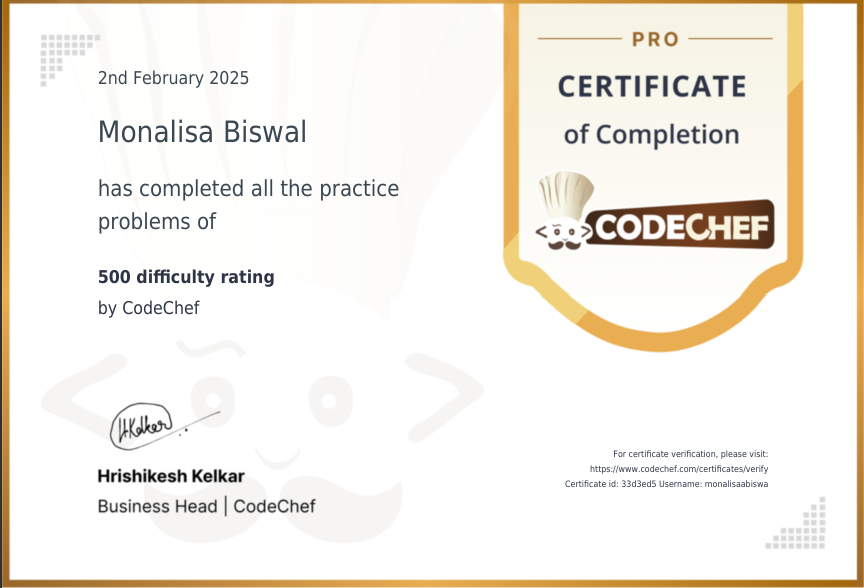 PRO
CERTIFICATE
of Completion
CODECHEF
2nd February 2025
Monalisa Biswal
has completed all the practice
problems of
500 difficulty rating
by CodeChef
H.Kelkar
Hrishikesh Kelkar
Business Head | CodeChef
For certificate verification, please visit:
https://www.codechef.com/certificates/verify
Certificate id: 33d3ed5 Username: monalisaabiswa